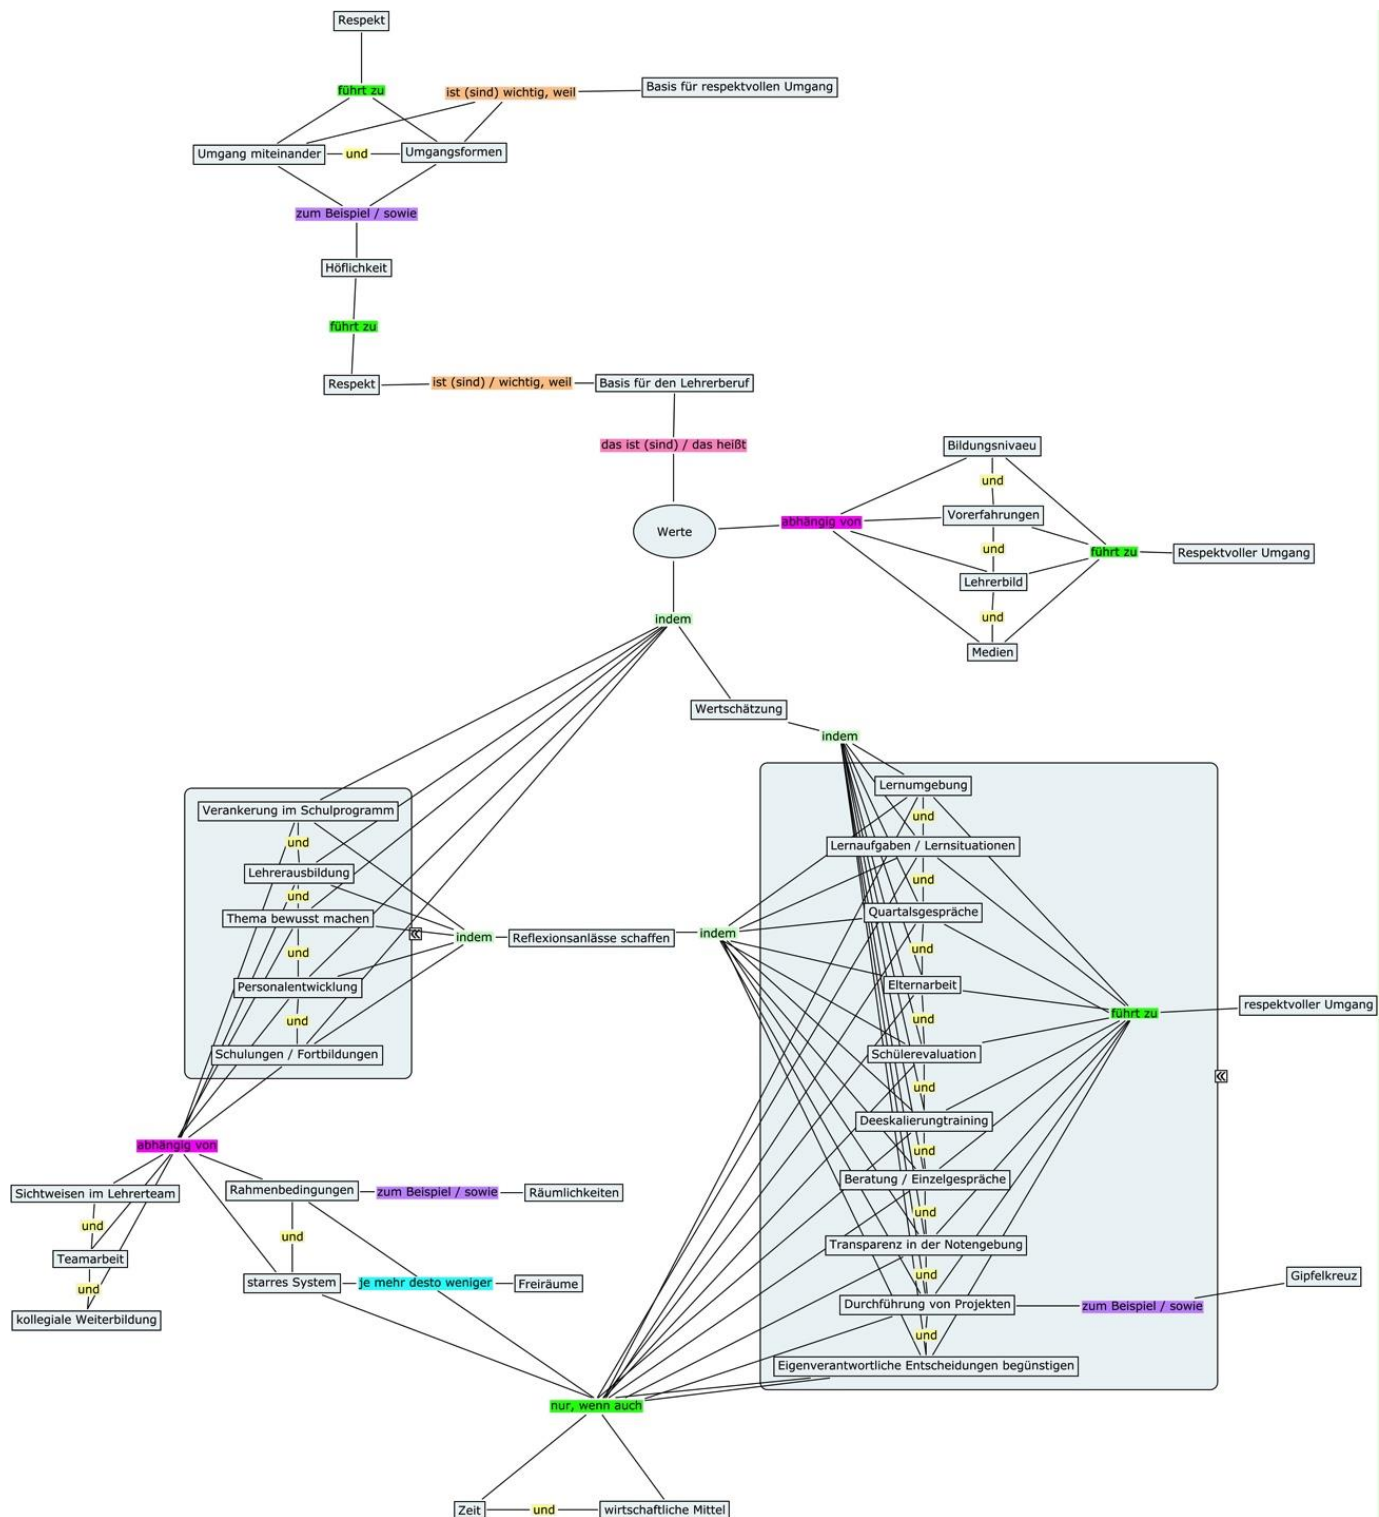 Respekt
führt zu
ist (sind) wichtig, weil
Basis für respektvollen Umgang
Umgang miteinander
und
Umgangsformen
zum Beispiel / sowie
Höflichkeit
führt zu
Respekt
ist (sind) / wichtig, weil
Basis für den Lehrerberuf
das ist (sind) / das heißt
Werte
abhängig von
Bildungsnivaeu
und
Vorerfahrungen
und
Lehrerbild
und
Medien
führt zu
Respektvoller Umgang
indem
Wertschätzung
indem
Verankerung im Schulprogramm
und
Lehrerausbildung
und
Thema bewusst machen
und
Personalentwicklung
und
Schulungen / Fortbildungen
indem
Reflexionsanlässe schaffen
indem
Lernumgebung
und
Lernaufgaben / Lernsituationen
und
Quartalsgespräche
und
Elternarbeit
und
Schülerevaluation
und
Deeskalierungtraining
und
Beratung / Einzelgespräche
und
Transparenz in der Notengebung
und
Durchführung von Projekten
und
Eigenverantwortliche Entscheidungen begünstigen
führt zu
respektvoller Umgang
zum Beispiel / sowie
Gipfelkreuz
abhängig von
Sichtweisen im Lehrerteam
und
Teamarbeit
und
kollegiale Weiterbildung
Rahmenbedingungen
zum Beispiel / sowie
Räumlichkeiten
und
starres System
je mehr desto weniger
Freiräume
nur, wenn auch
Zeit
und
wirtschaftliche Mittel